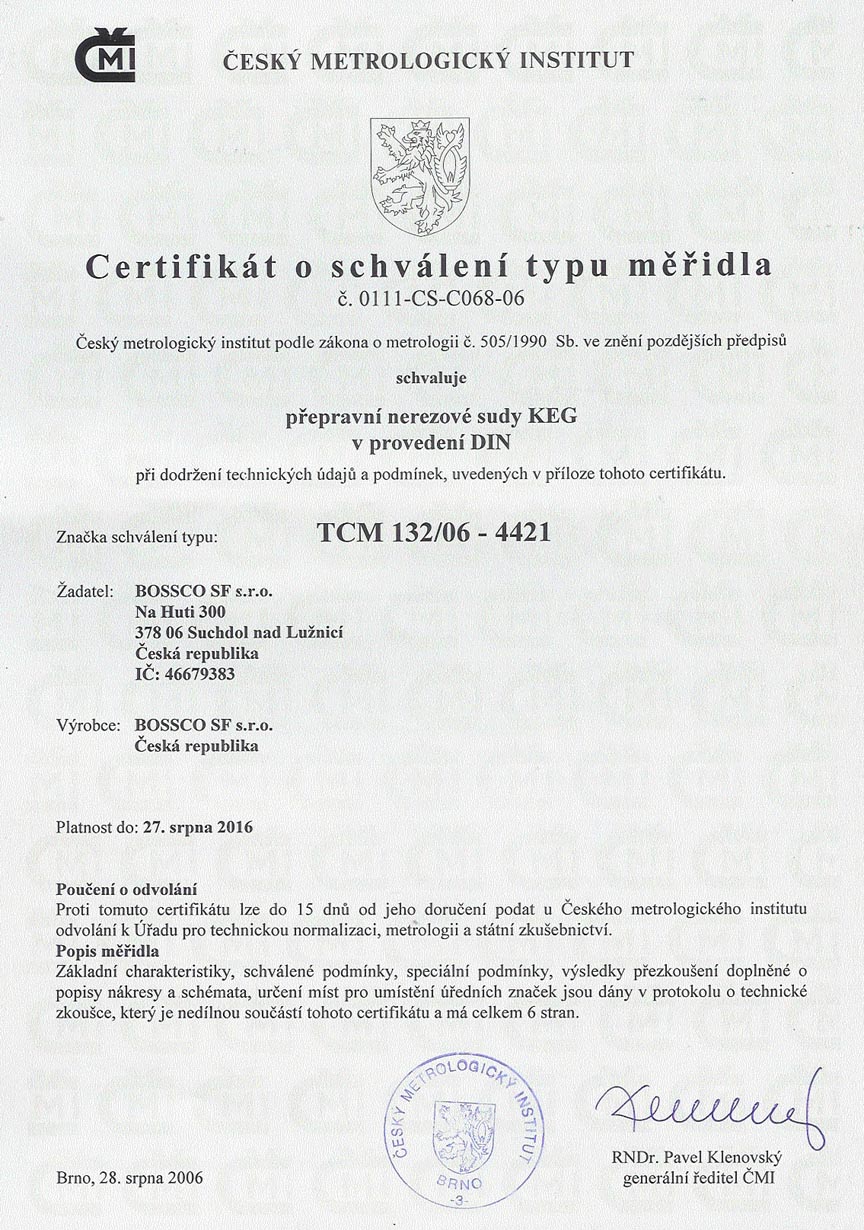 ČMI
ČESKÝ METROLOGICKÝ INSTITUT
Certifikát o schválení typu měřidla
č. 0111-CS-C068-06
Český metrologický institut podle zákona o metrologii č. 505/1990 Sb. ve znění pozdějších předpisů
schvaluje
přepravní nerezové sudy KEG
v provedení DIN
při dodržení technických údajů a podmínek, uvedených v příloze tohoto certifikátu.
Značka schválení typu: TCM 132/06 - 4421
Žadatel: BOSSCO SF s.r.o.
Na Huti 300
378 06 Suchdol nad Lužnicí
Česká republika
IČ: 46679383
Výrobce: BOSSCO SF s.r.o.
Česká republika
Platnost do: 27. srpna 2016
Poučení o odvolání
Proti tomuto certifikátu lze do 15 dnů od jeho doručení podat u Českého metrologického institutu
odvolání k Úřadu pro technickou normalizaci, metrologii a státní zkušebnictví.
Popis měřidla
Základní charakteristiky, schválené podmínky, speciální podmínky, výsledky přezkoušení doplněné o
popisy nákresy a schémata, určení míst pro umístění úředních značek jsou dány v protokolu o technické
zkoušce, který je nedílnou součástí tohoto certifikátu a má celkem 6 stran.
ČESKÝ METROLOGICKÝ INSTITUT
BRNO
-3-
RNDr. Pavel Klenovský
generální ředitel ČMI
Brno, 28. srpna 2006